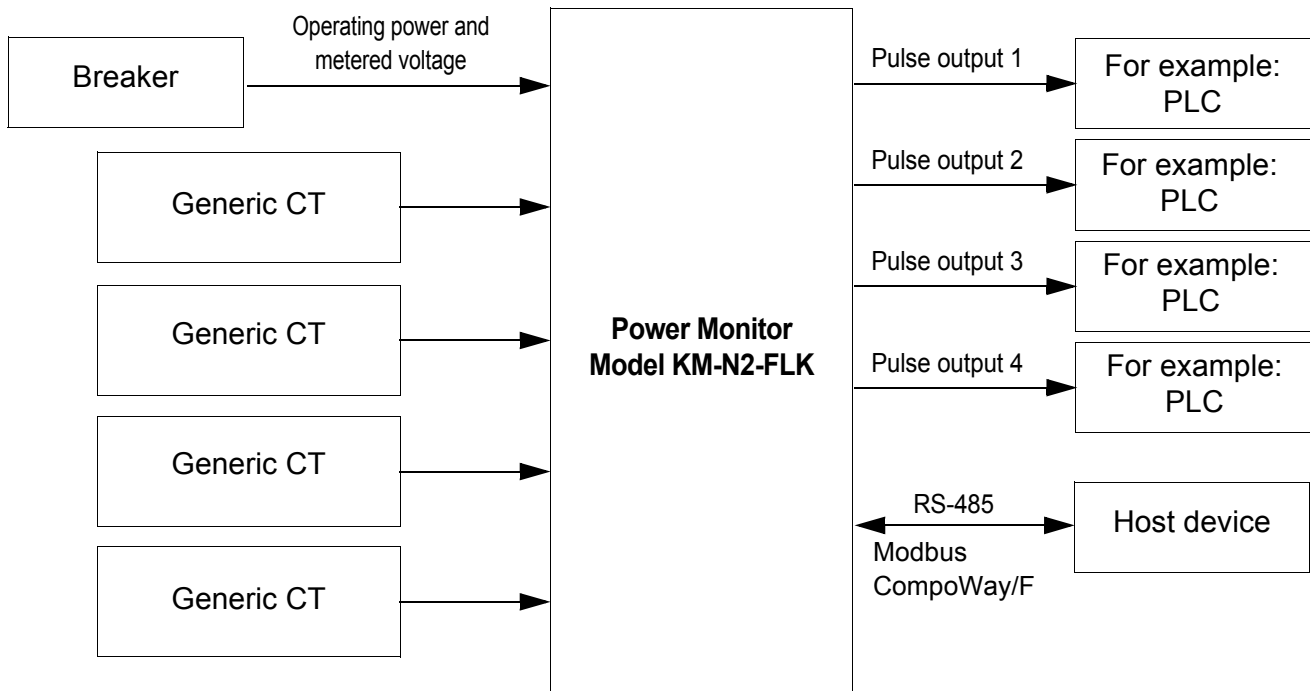 Breaker
Operating power and
metered voltage
Generic CT
Generic CT
Generic CT
Generic CT
Power Monitor
Model KM-N2-FLK
Pulse output 1
For example:
PLC
Pulse output 2
For example:
PLC
Pulse output 3
For example:
PLC
Pulse output 4
For example:
PLC
RS-485
Modbus
CompoWay/F
Host device